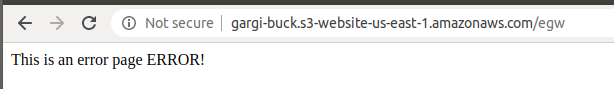 Not secure | gargi-buck.s3-website-us-east-1.amazonaws.com/egw
This is an error page ERROR!